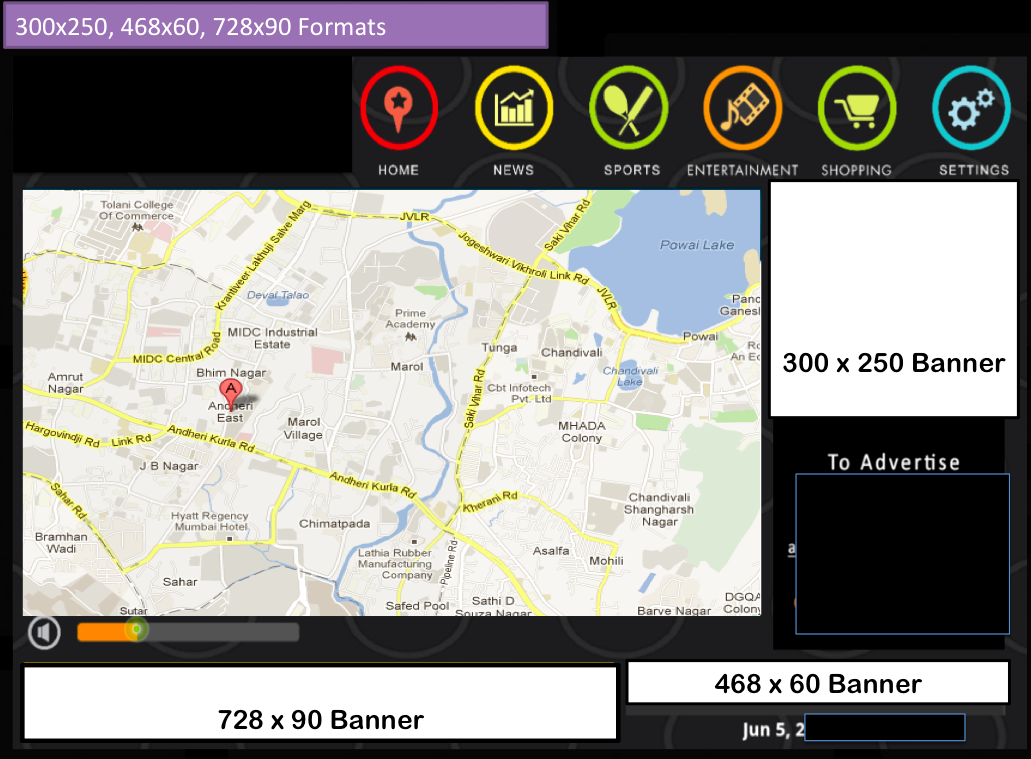 300x250, 468x60, 728x90 Formats
HOME
NEWS
SPORTS
ENTERTAINMENT
SHOPPING
SETTINGS
Tolani College
Of Commerce
Krantiveer Lakhuji Salve Marg
JVLR
Jogeshwari Vikhroli Link Rd
Saki Vihar Rd
Powai Lake
JVLR
Deval Talao
MIDC Industrial
Estate
Prime
Academy
MIDC Central Road
Tunga
Chandivali
Powai
Marol
Bhim Nagar
Amrut
Nagar
A
Andheri
East
Chandivali
Lake
Cbt Infotech
Pvt. Ltd
Saki Vihar Rd
Marol
Village
MHADA
Colony
Hargovindji Rd
Link Rd
Andheri Kurla Rd
J B Nagar
Andheri Kurla Rd
Sahar Rd
Kherani Rd
Chandivali
Shangharsh
Nagar
Hyatt Regency
Mumbai Hotel
Chimatpada
Bramhan
Wadi
Lathia Rubber
Manufacturing
Company
Pipeline Rd
Asalfa
Mohili
Sahar
Sutar
Safed Pool
Sathi D
Souza Nagar
Barve Nagar
DGQA
Colony
300 x 250 Banner
To Advertise
a
728 x 90 Banner
468 x 60 Banner
Jun 5, 2